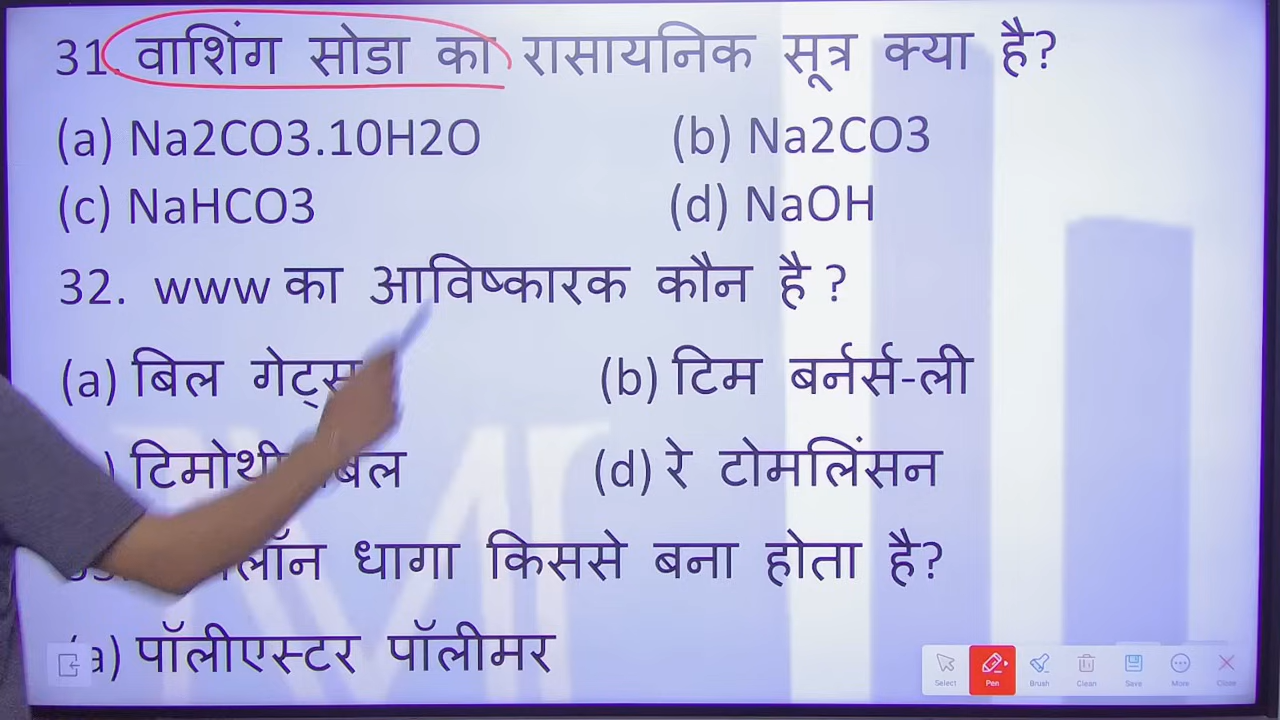 31. वाशिंग सोडा का रासायनिक सूत्र क्या है?
(a) Na2CO3.10H2O (b) Na2CO3
(c) NaHCO3 (d) NaOH
32. www का आविष्कारक कौन है ?
(a) बिल गेट्स (b) टिम बर्नर्स-ली
) टिमोथी बिल (d) रे टोमलिंसन
धागा किससे बना होता है?
a) पॉलीएस्टर पॉलीमर
Select Pen Brush Clean Save More Close